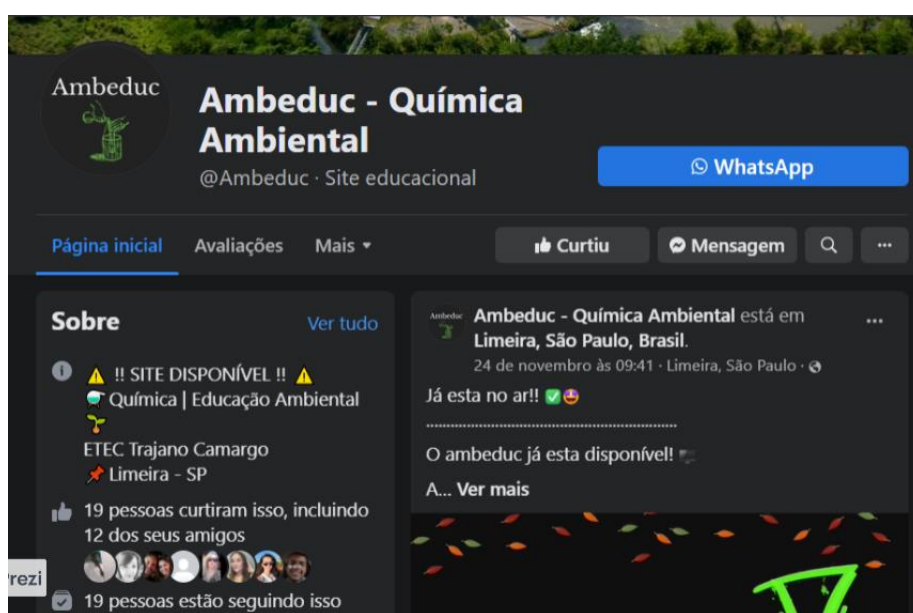 Ambeduc
Ambeduc - Química
Ambiental
@Ambeduc · Site educacional
WhatsApp
Página inicial
Avaliações
Mais
Curtiu
Mensagem
Sobre
Ver tudo
!! SITE DISPONÍVEL !!
Química | Educação Ambiental
ETEC Trajano Camargo
Limeira - SP
19 pessoas curtiram isso, incluindo
12 dos seus amigos
19 pessoas estão seguindo isso
Ambeduc
Ambeduc - Química Ambiental está em
Limeira, São Paulo, Brasil.
24 de novembro às 09:41 · Limeira, São Paulo ·
Já esta no ar!!
O ambeduc já esta disponível!
A... Ver mais
rezi